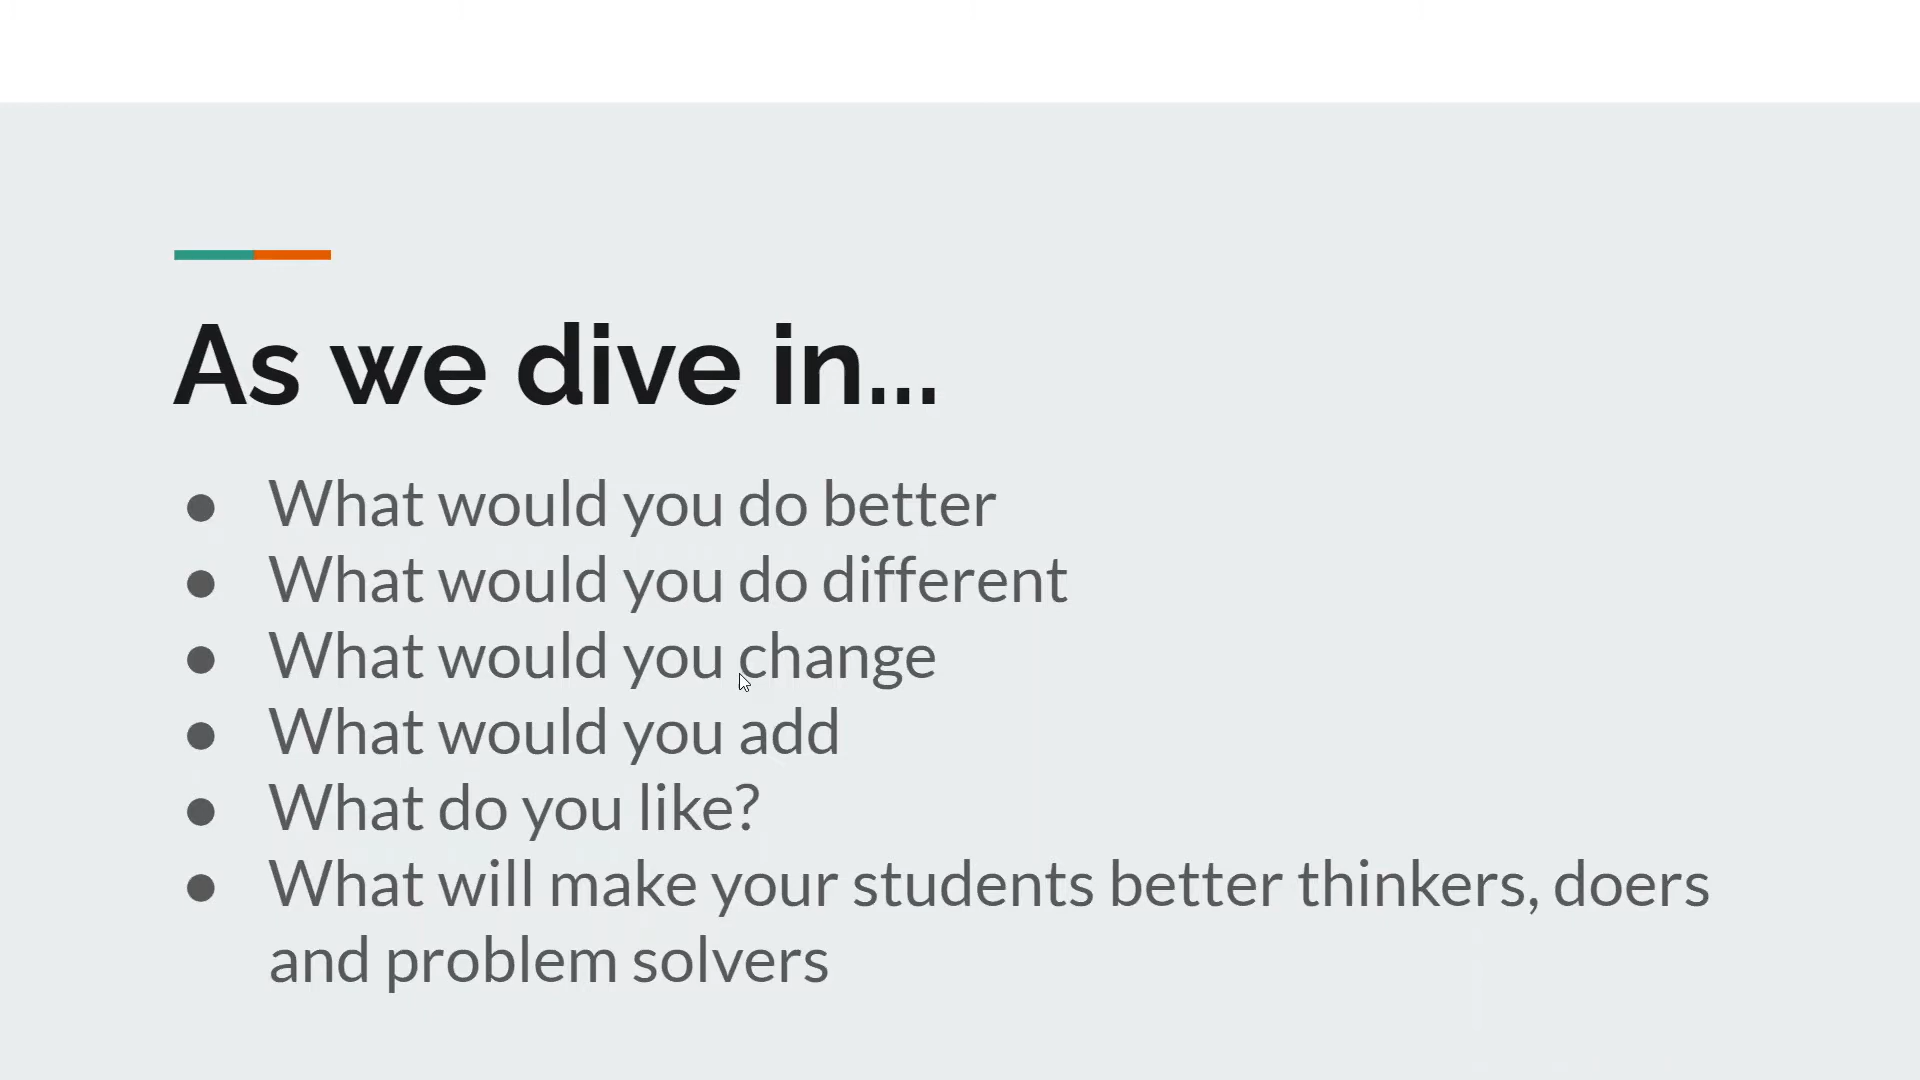 As we dive in...
● What would you do better
● What would you do different
● What would you change
● What would you add
● What do you like?
● What will make your students better thinkers, doers
and problem solvers